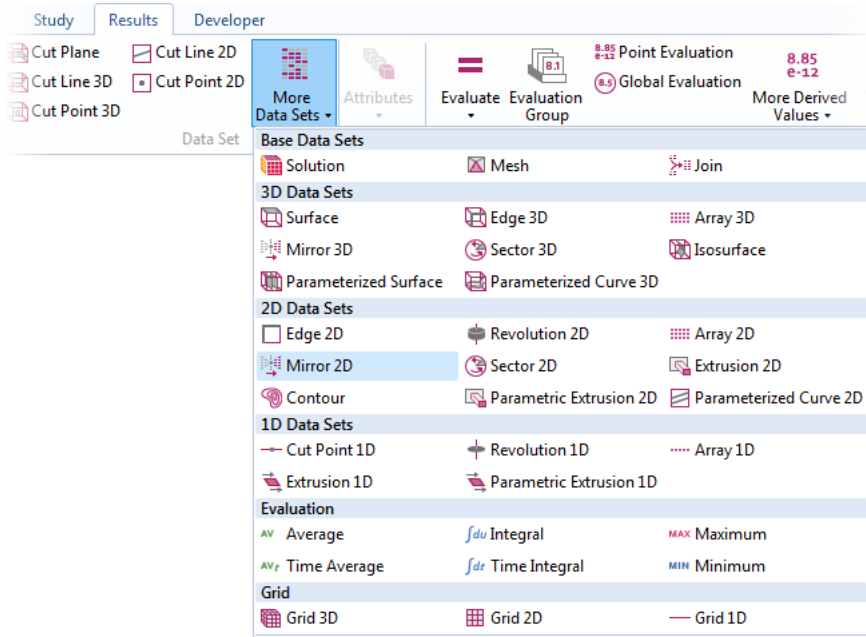 Study Results Developer
Cut Plane Cut Line 2D
Cut Line 3D Cut Point 2D
Cut Point 3D
Data Set
More
Data Sets
Attributes
Evaluate
8.1
Evaluation
Group
8.85
e-12 Point Evaluation
8.5 Global Evaluation
8.85
e-12
More Derived
Values
Base Data Sets
Solution Mesh Join
3D Data Sets
Surface Edge 3D Array 3D
Mirror 3D Sector 3D Isosurface
Parameterized Surface Parameterized Curve 3D
2D Data Sets
Edge 2D Revolution 2D Array 2D
Mirror 2D Sector 2D Extrusion 2D
Contour Parametric Extrusion 2D Parameterized Curve 2D
1D Data Sets
Cut Point 1D Revolution 1D Array 1D
Extrusion 1D Parametric Extrusion 1D
Evaluation
AV Average ∫du Integral MAX Maximum
AVt Time Average ∫dt Time Integral MIN Minimum
Grid
Grid 3D Grid 2D Grid 1D